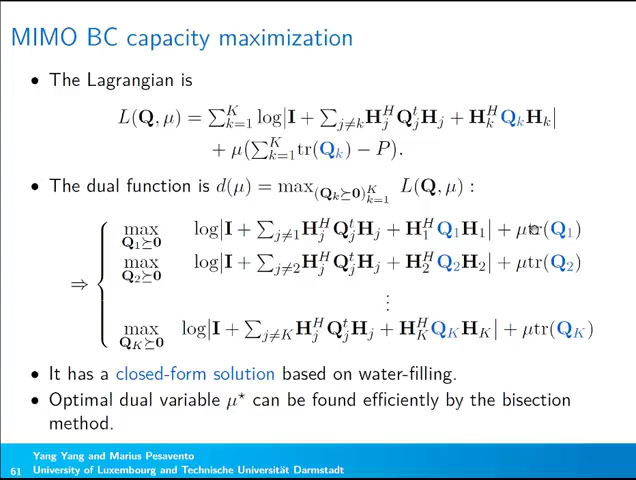 MIMO BC capacity maximization
• The Lagrangian is
L(Q, μ) = ∑_{k=1}^{K} log|I + ∑_{j≠k} H_j^H Q_j^t H_j + H_k^H Q_k H_k|
+ μ(∑_{k=1}^{K} tr(Q_k) − P).
• The dual function is d(μ) = max_{(Q_k⪰0)_{k=1}^{K}} L(Q, μ) :
max_{Q_1⪰0} log|I + ∑_{j≠1} H_j^H Q_j^t H_j + H_1^H Q_1 H_1| + μtr(Q_1)
max_{Q_2⪰0} log|I + ∑_{j≠2} H_j^H Q_j^t H_j + H_2^H Q_2 H_2| + μtr(Q_2)
⇒ { ⋮
max_{Q_K⪰0} log|I + ∑_{j≠K} H_j^H Q_j^t H_j + H_K^H Q_K H_K| + μtr(Q_K)
• It has a closed-form solution based on water-filling.
• Optimal dual variable μ* can be found efficiently by the bisection
method.
Yang Yang and Marius Pesavento
61 University of Luxembourg and Technische Universität Darmstadt